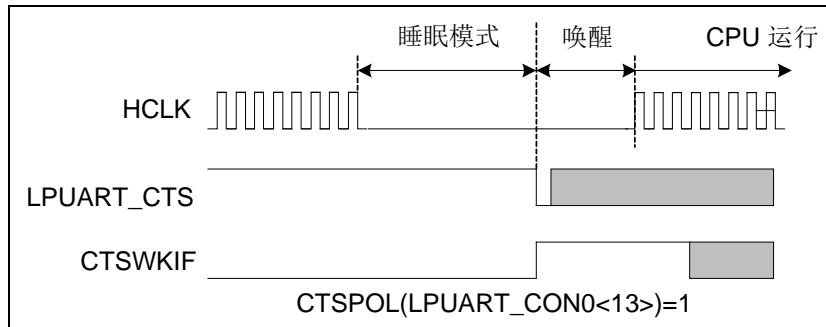 睡眠模式 唤醒 CPU 运行
HCLK
LPUART_CTS
CTSWKIF
CTSPOL(LPUART_CON0<13>)=1